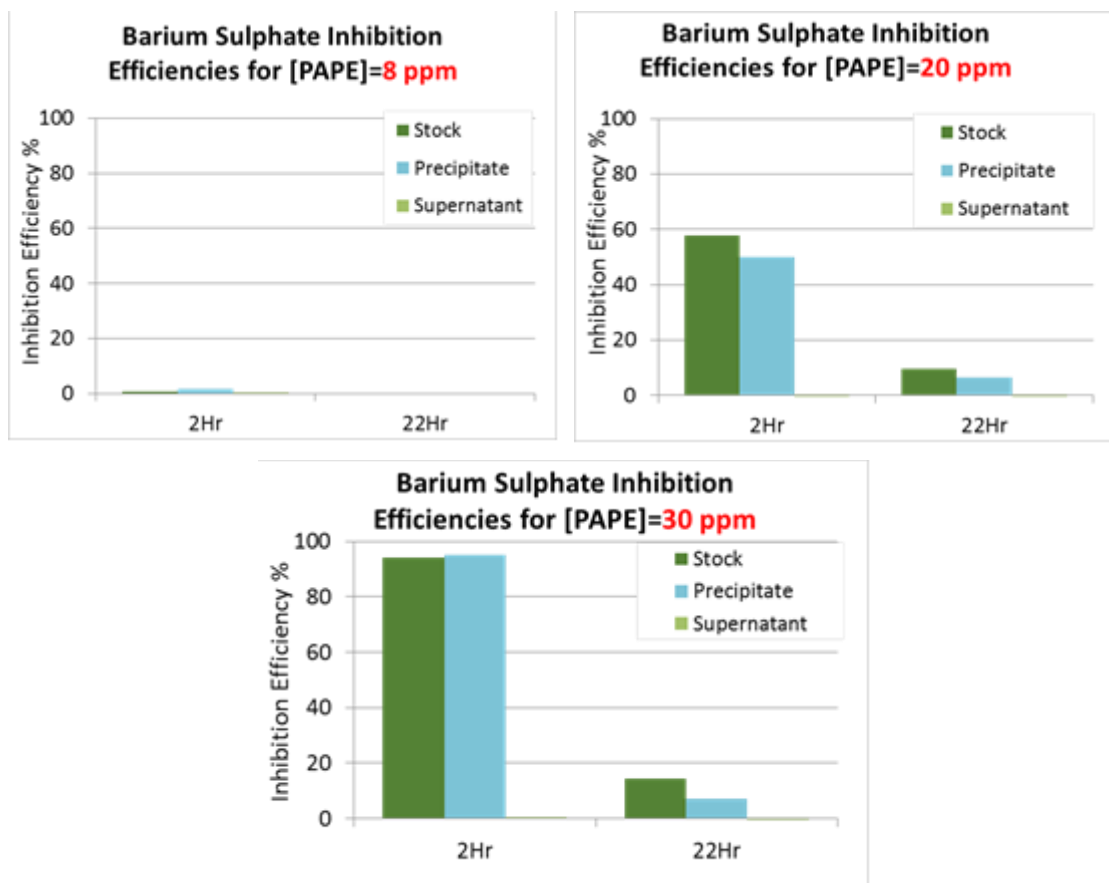 Barium Sulphate Inhibition
Efficiencies for [PAPE]=8 ppm
Inhibition Efficiency %
100
80
60
40
20
0
Stock
Precipitate
Supernatant
2Hr
22Hr
Barium Sulphate Inhibition
Efficiencies for [PAPE]=20 ppm
Inhibition Efficiency %
100
80
60
40
20
0
Stock
Precipitate
Supernatant
2Hr
22Hr
Barium Sulphate Inhibition
Efficiencies for [PAPE]=30 ppm
Inhibition Efficiency %
100
80
60
40
20
0
Stock
Precipitate
Supernatant
2Hr
22Hr